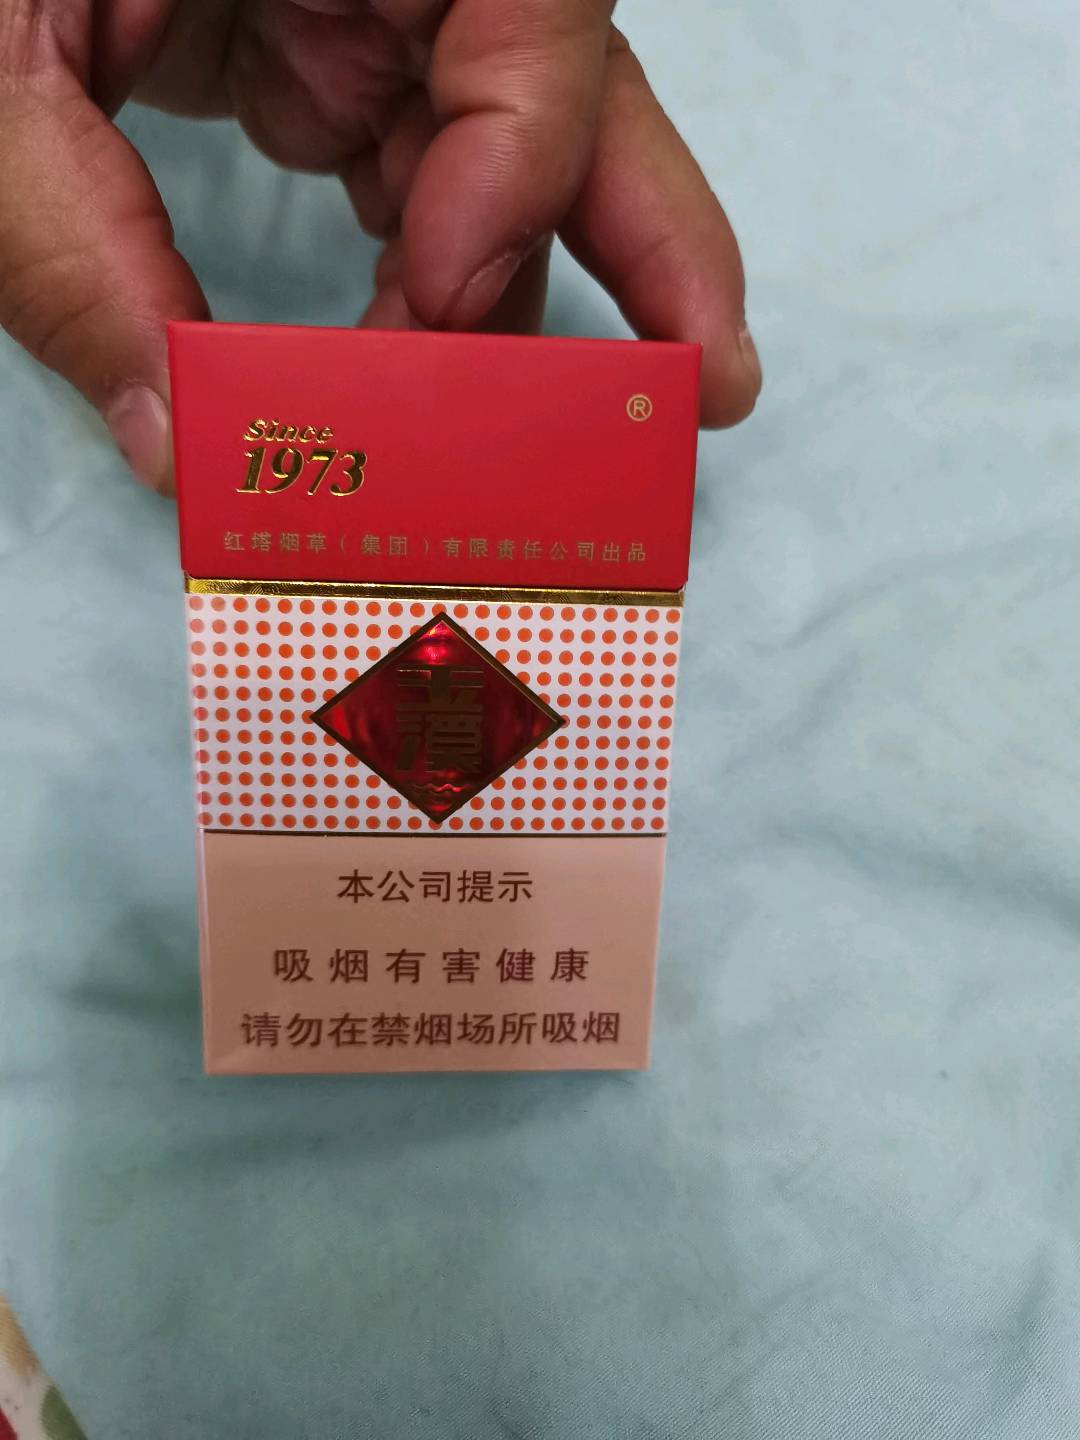 Since
1973
®
红塔烟草（集团）有限责任公司出品
玉溪
本公司提示
吸烟有害健康
请勿在禁烟场所吸烟